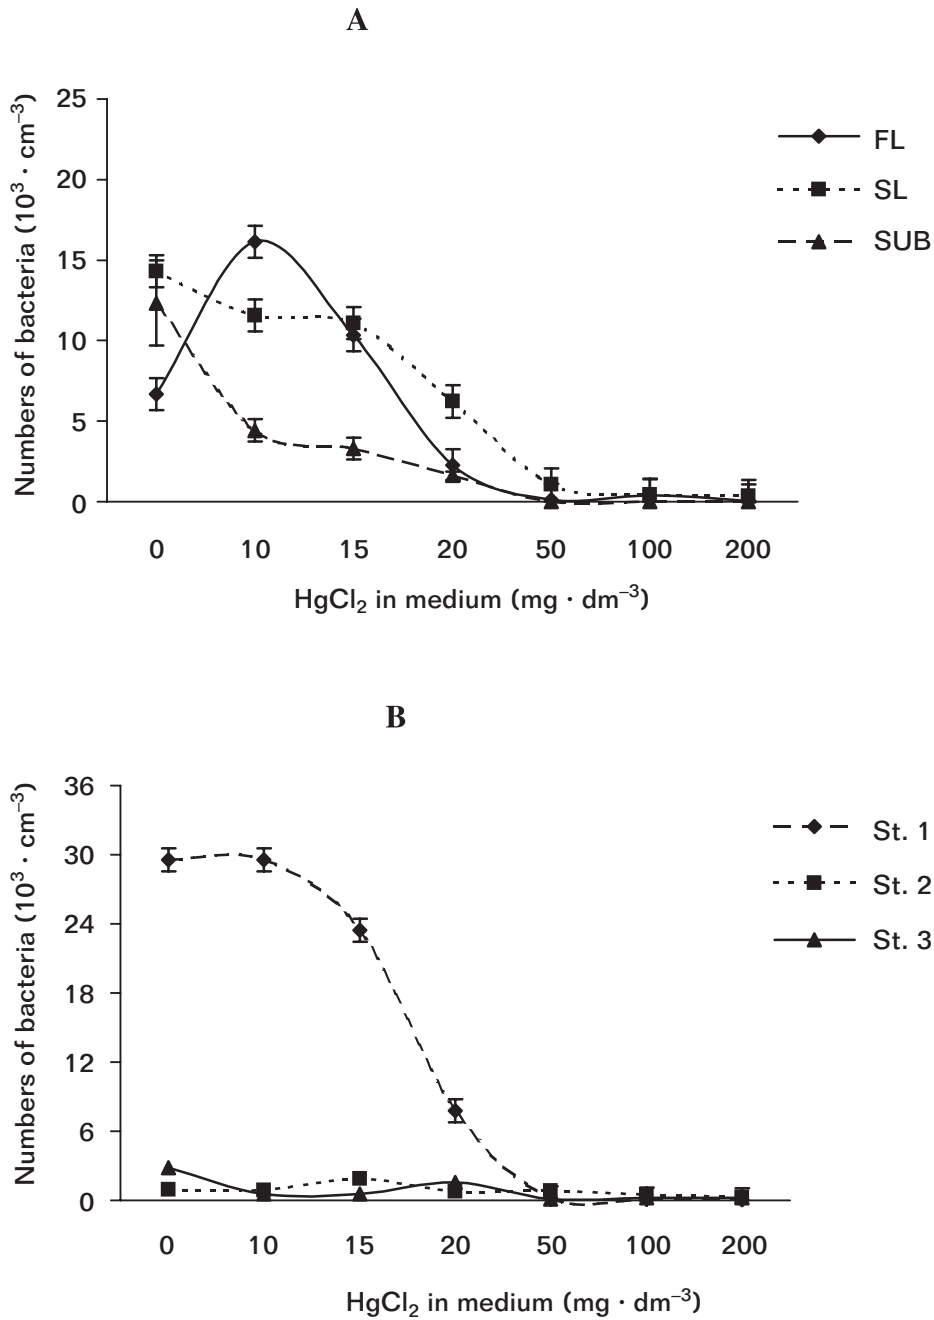 A
25
20
15
10
5
0
Numbers of bacteria (10³ · cm⁻³)
0 10 15 20 50 100 200
HgCl₂ in medium (mg · dm⁻³)
FL
SL
SUB
B
36
30
24
18
12
6
0
Numbers of bacteria (10³ · cm⁻³)
0 10 15 20 50 100 200
HgCl₂ in medium (mg · dm⁻³)
St. 1
St. 2
St. 3